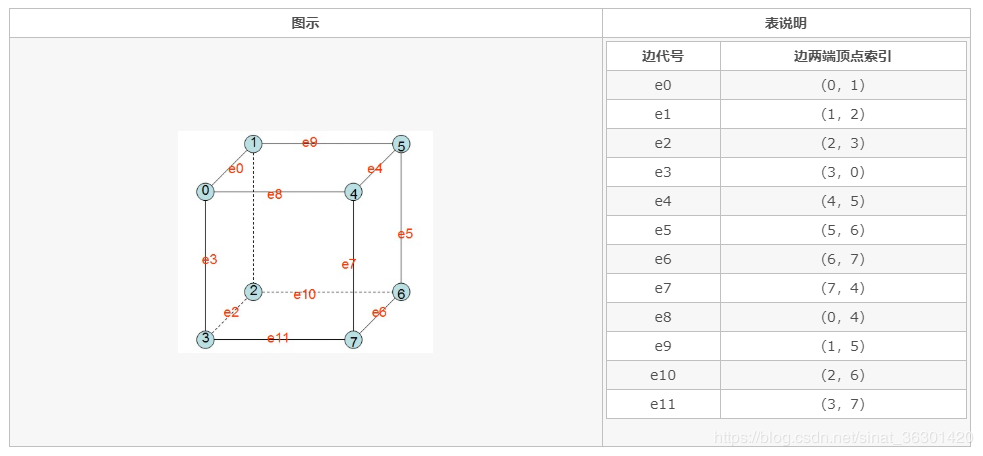 图示 表说明
边代号 边两端顶点索引
e0 （0，1）
e1 （1，2）
e2 （2，3）
e3 （3，0）
e4 （4，5）
e5 （5，6）
e6 （6，7）
e7 （7，4）
e8 （0，4）
e9 （1，5）
e10 （2，6）
e11 （3，7）
1 e9 5
e0 e4
0 e8 4
e5
e3 e7
2 e10 6
e2 e6
3 e11 7
https://blog.csdn.net/sinat_36301420